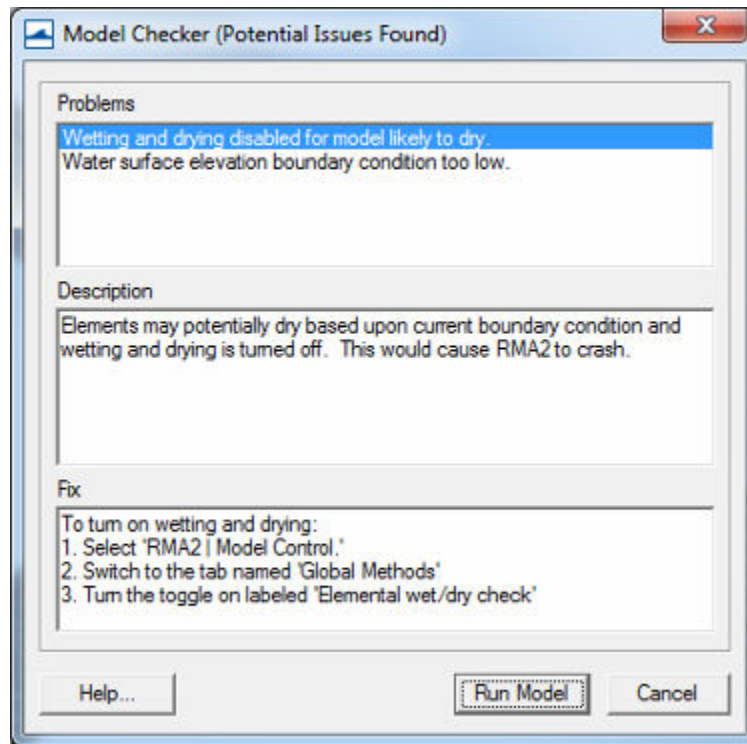 Model Checker (Potential Issues Found)
Problems
Wetting and drying disabled for model likely to dry.
Water surface elevation boundary condition too low.
Description
Elements may potentially dry based upon current boundary condition and
wetting and drying is turned off.  This would cause RMA2 to crash.
Fix
To turn on wetting and drying:
1. Select 'RMA2 | Model Control.'
2. Switch to the tab named 'Global Methods'
3. Turn the toggle on labeled 'Elemental wet/dry check'
Help...
Run Model
Cancel